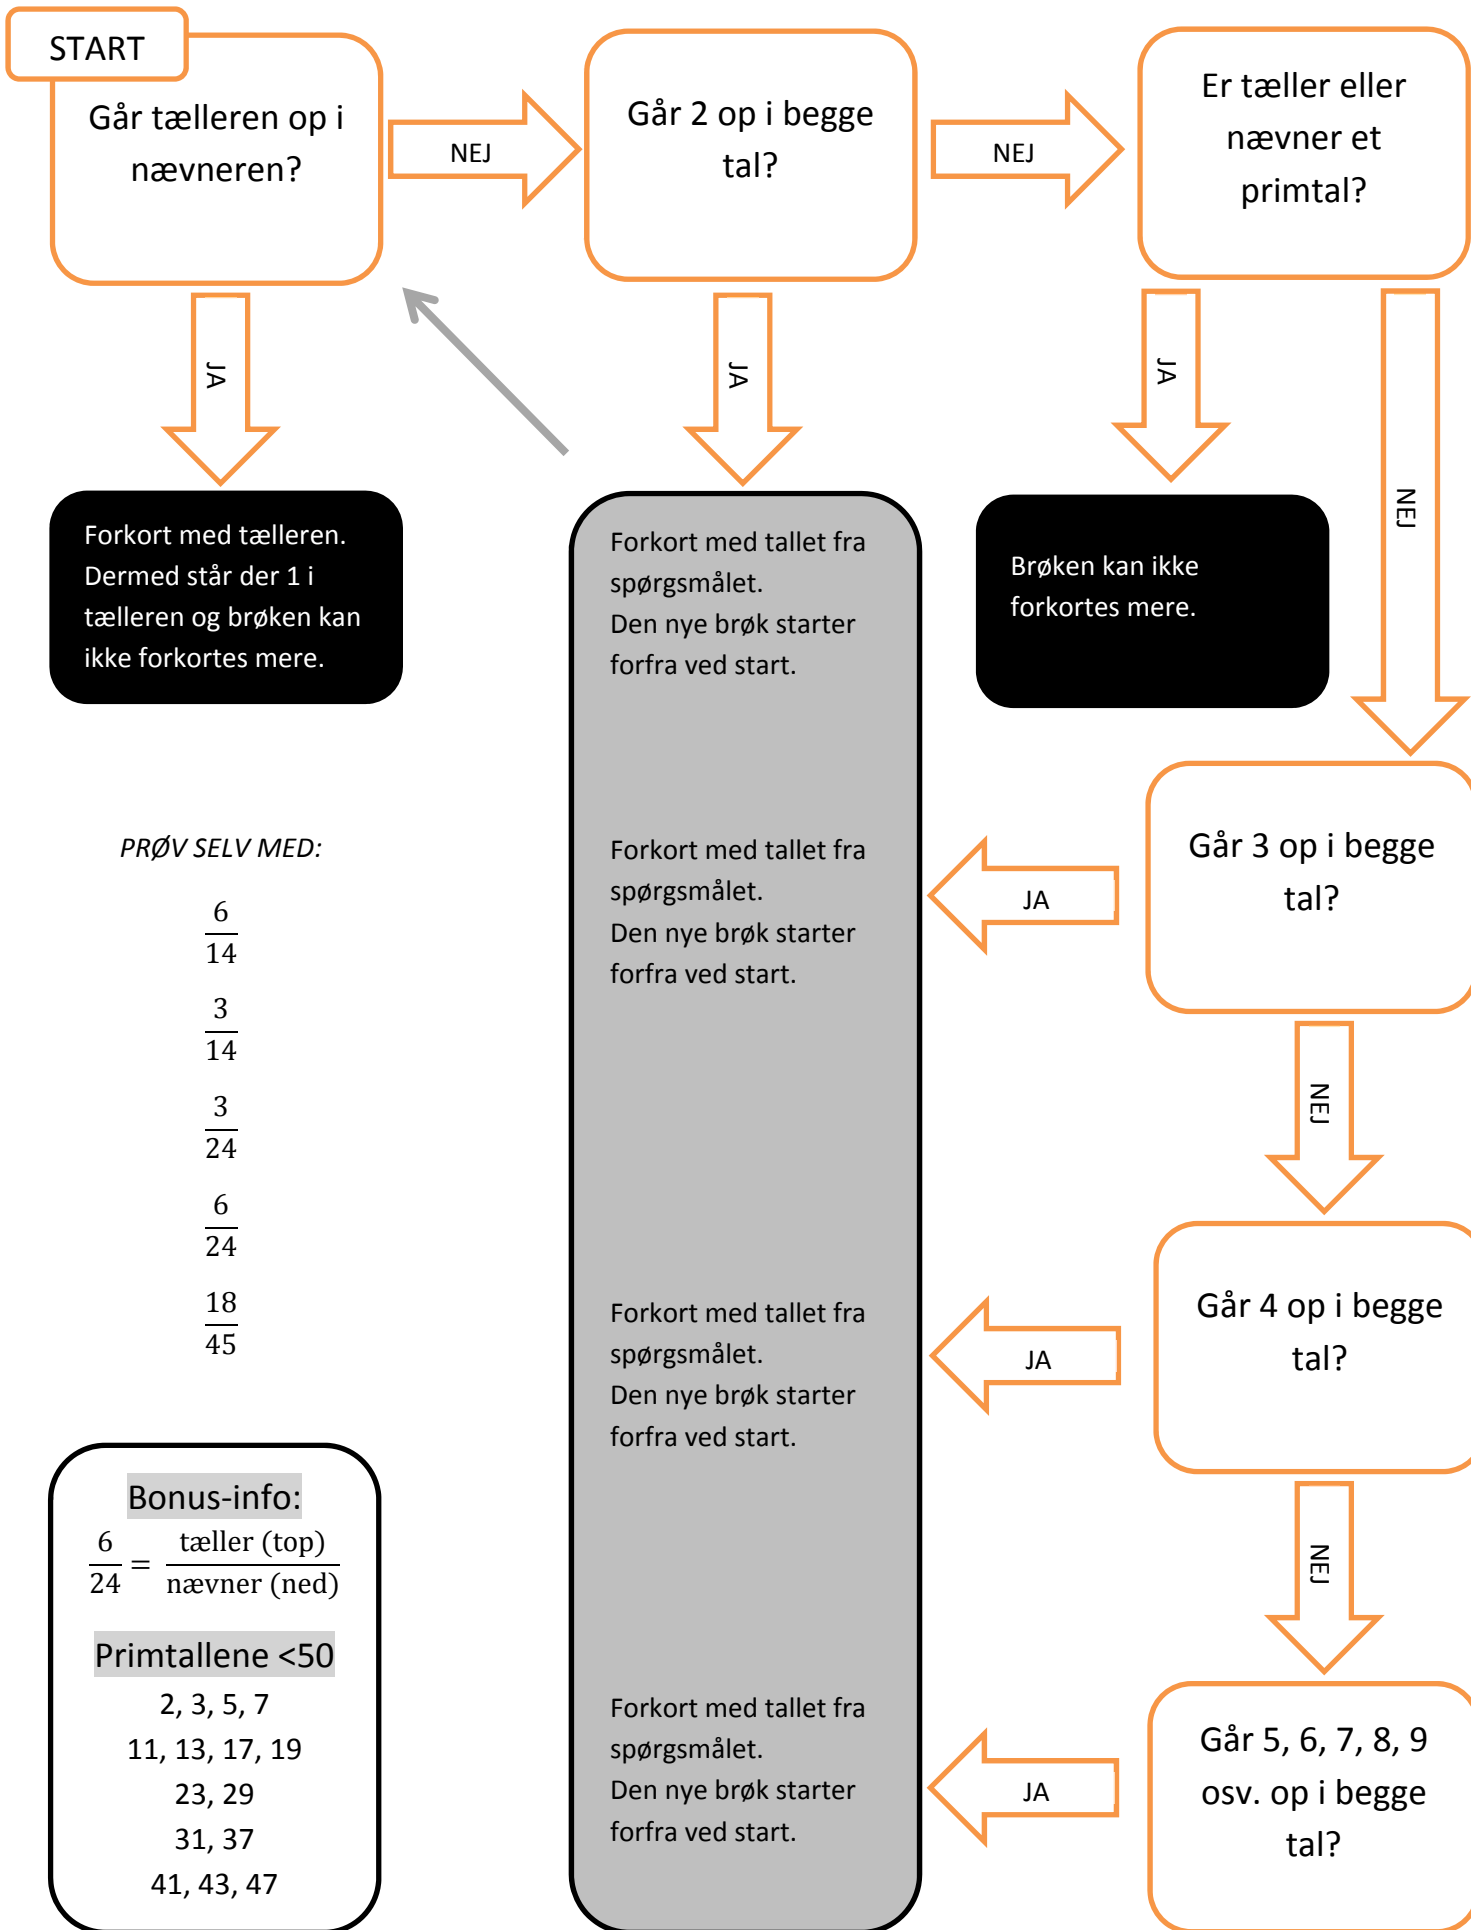 START
Går tælleren op i
nævneren?
NEJ
Går 2 op i begge
tal?
NEJ
Er tæller eller
nævner et
primtal?
JA
JA
JA
NEJ
Forkort med tælleren.
Dermed står der 1 i
tælleren og brøken kan
ikke forkortes mere.
Forkort med tallet fra
spørgsmålet.
Den nye brøk starter
forfra ved start.
Brøken kan ikke
forkortes mere.
PRØV SELV MED:
6
14
3
14
3
24
6
24
18
45
Forkort med tallet fra
spørgsmålet.
Den nye brøk starter
forfra ved start.
JA
Går 3 op i begge
tal?
NEJ
Forkort med tallet fra
spørgsmålet.
Den nye brøk starter
forfra ved start.
JA
Går 4 op i begge
tal?
NEJ
Bonus-info:
6/24 = tæller (top)/nævner (ned)
Primtallene <50
2, 3, 5, 7
11, 13, 17, 19
23, 29
31, 37
41, 43, 47
Forkort med tallet fra
spørgsmålet.
Den nye brøk starter
forfra ved start.
JA
Går 5, 6, 7, 8, 9
osv. op i begge
tal?